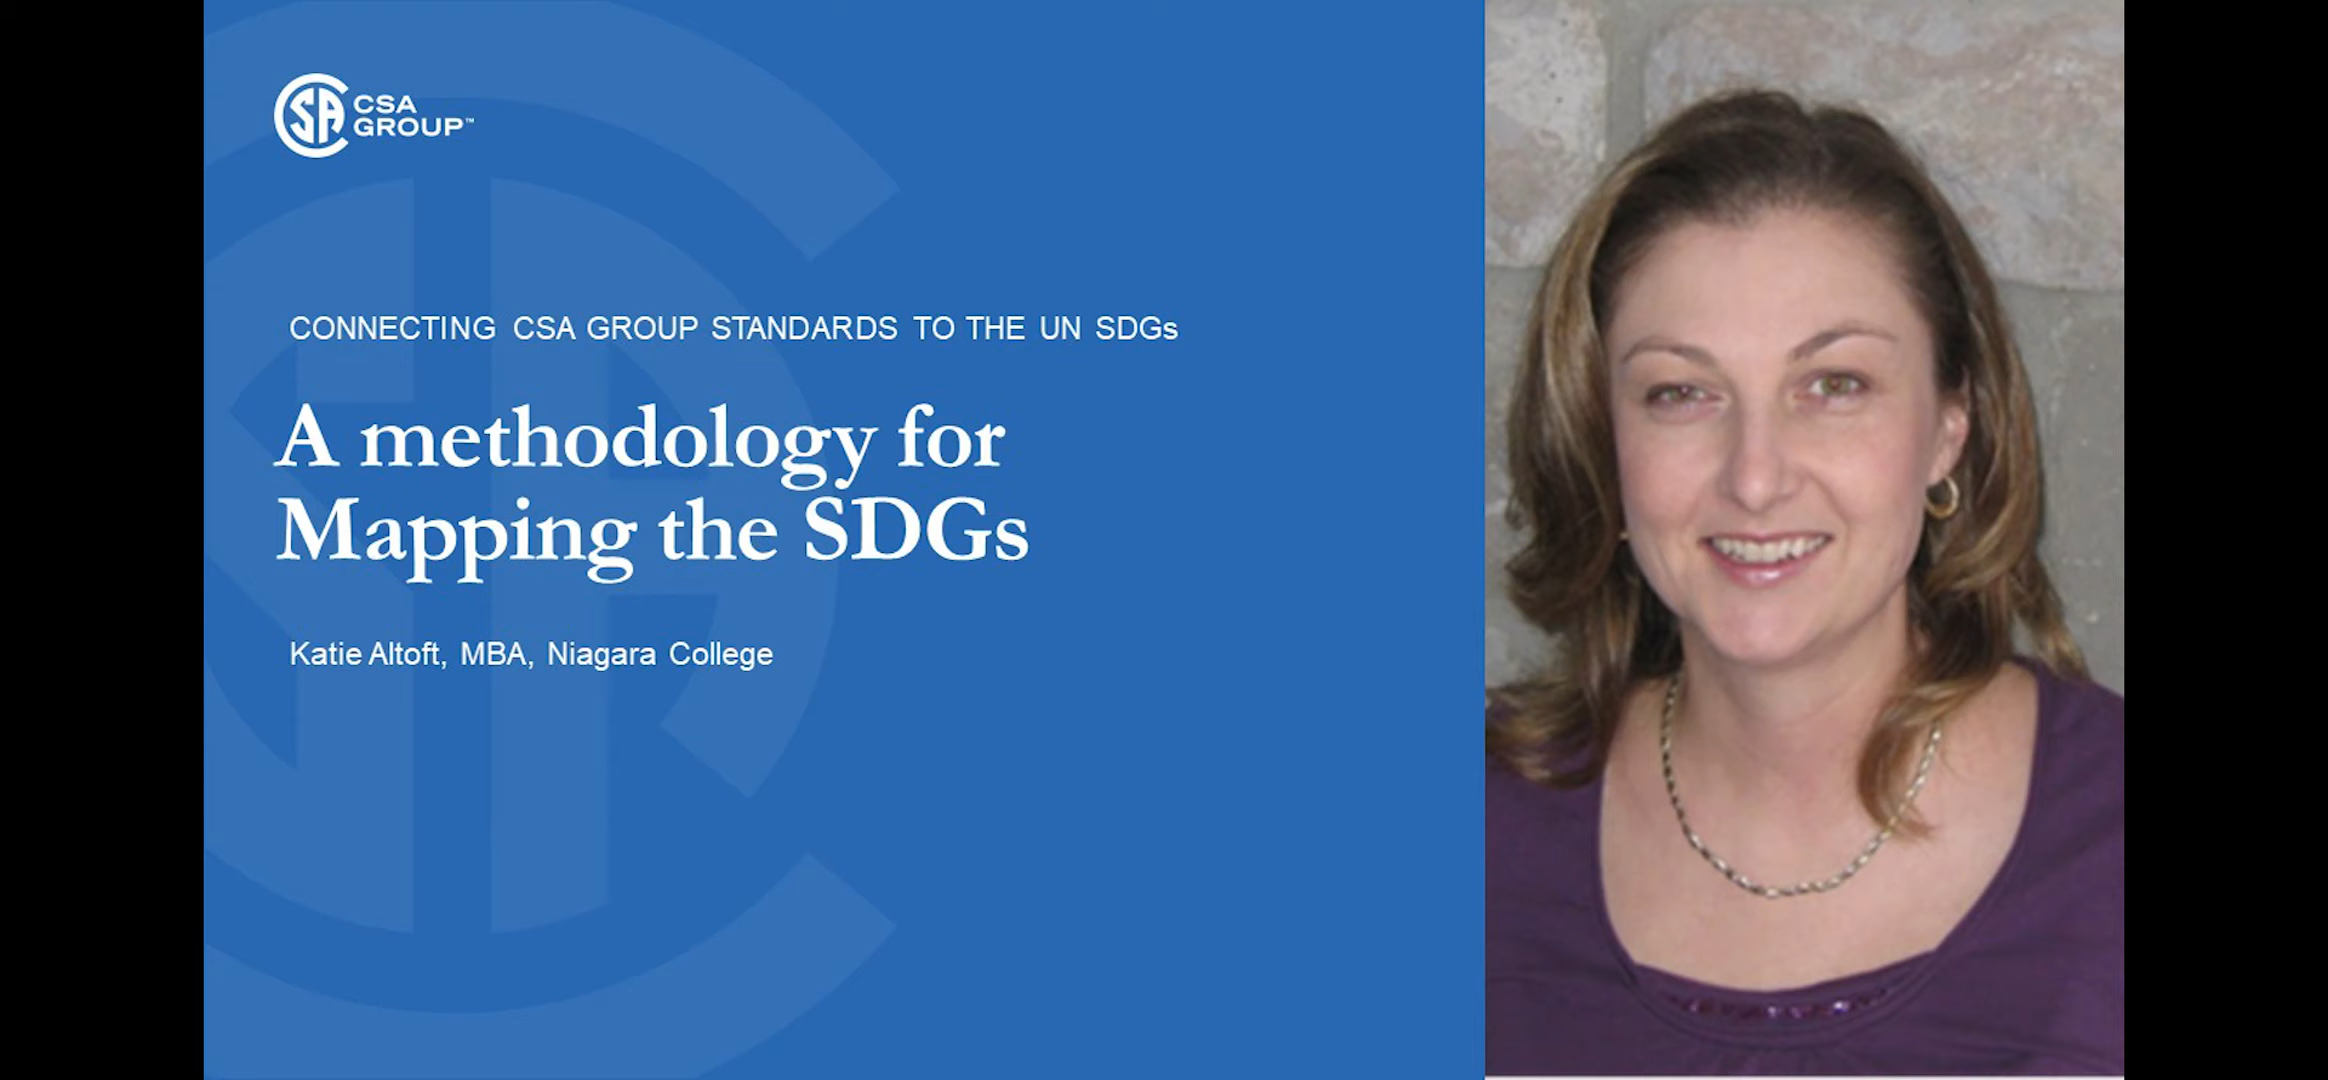 CSA
GROUP™
CONNECTING CSA GROUP STANDARDS TO THE UN SDGs
A methodology for
Mapping the SDGs
Katie Altoft, MBA, Niagara College